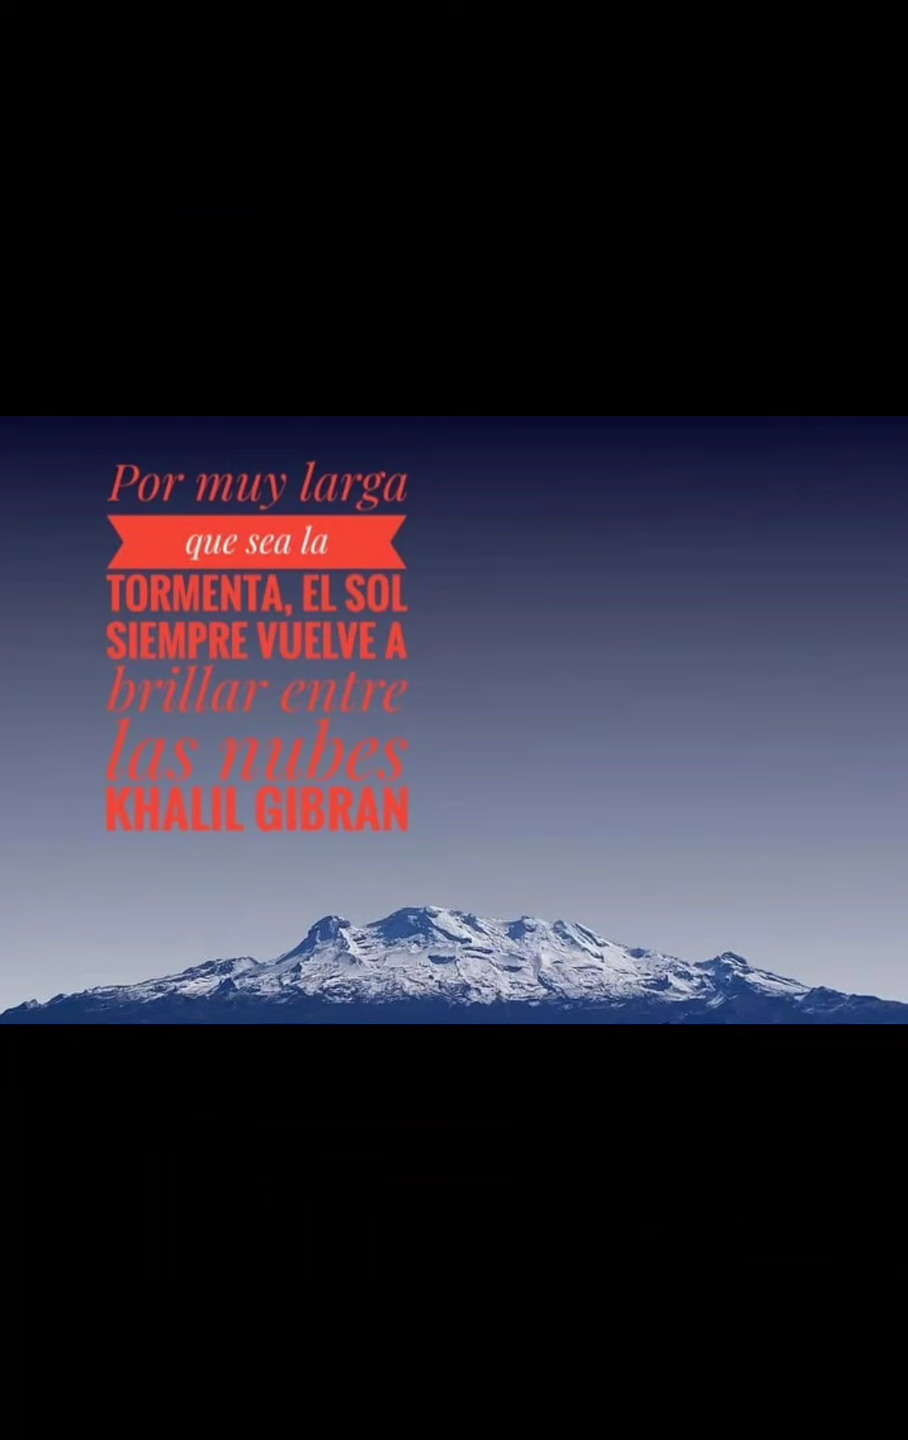 Por muy larga
que sea la
TORMENTA, EL SOL
SIEMPRE VUELVE A
brillar entre
las nubes
KHALIL GIBRAN